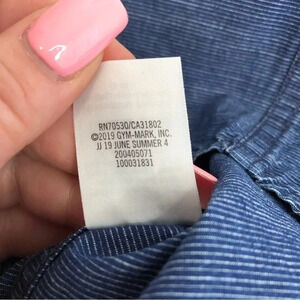 RN70530/CA31802
©2019 GYM-MARK, INC.
JJ 19 JUNE SUMMER 4
200405071
100031831